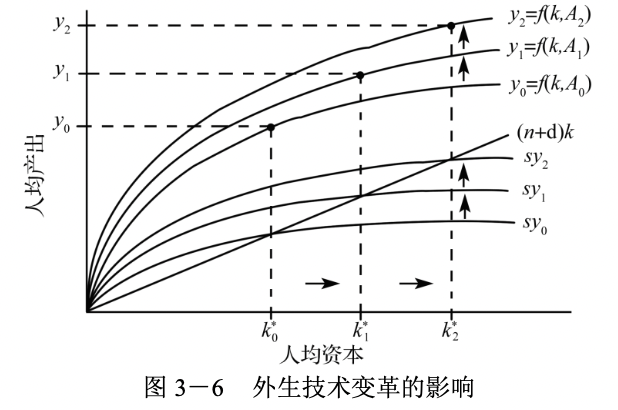 y₂ y₂=f(k,A₂)
y₁ y₁=f(k,A₁)
y₀ y₀=f(k,A₀)
(n+d)k
sy₂
sy₁
sy₀
人均产出
k₀* k₁* k₂*
人均资本
图 3－6 外生技术变革的影响